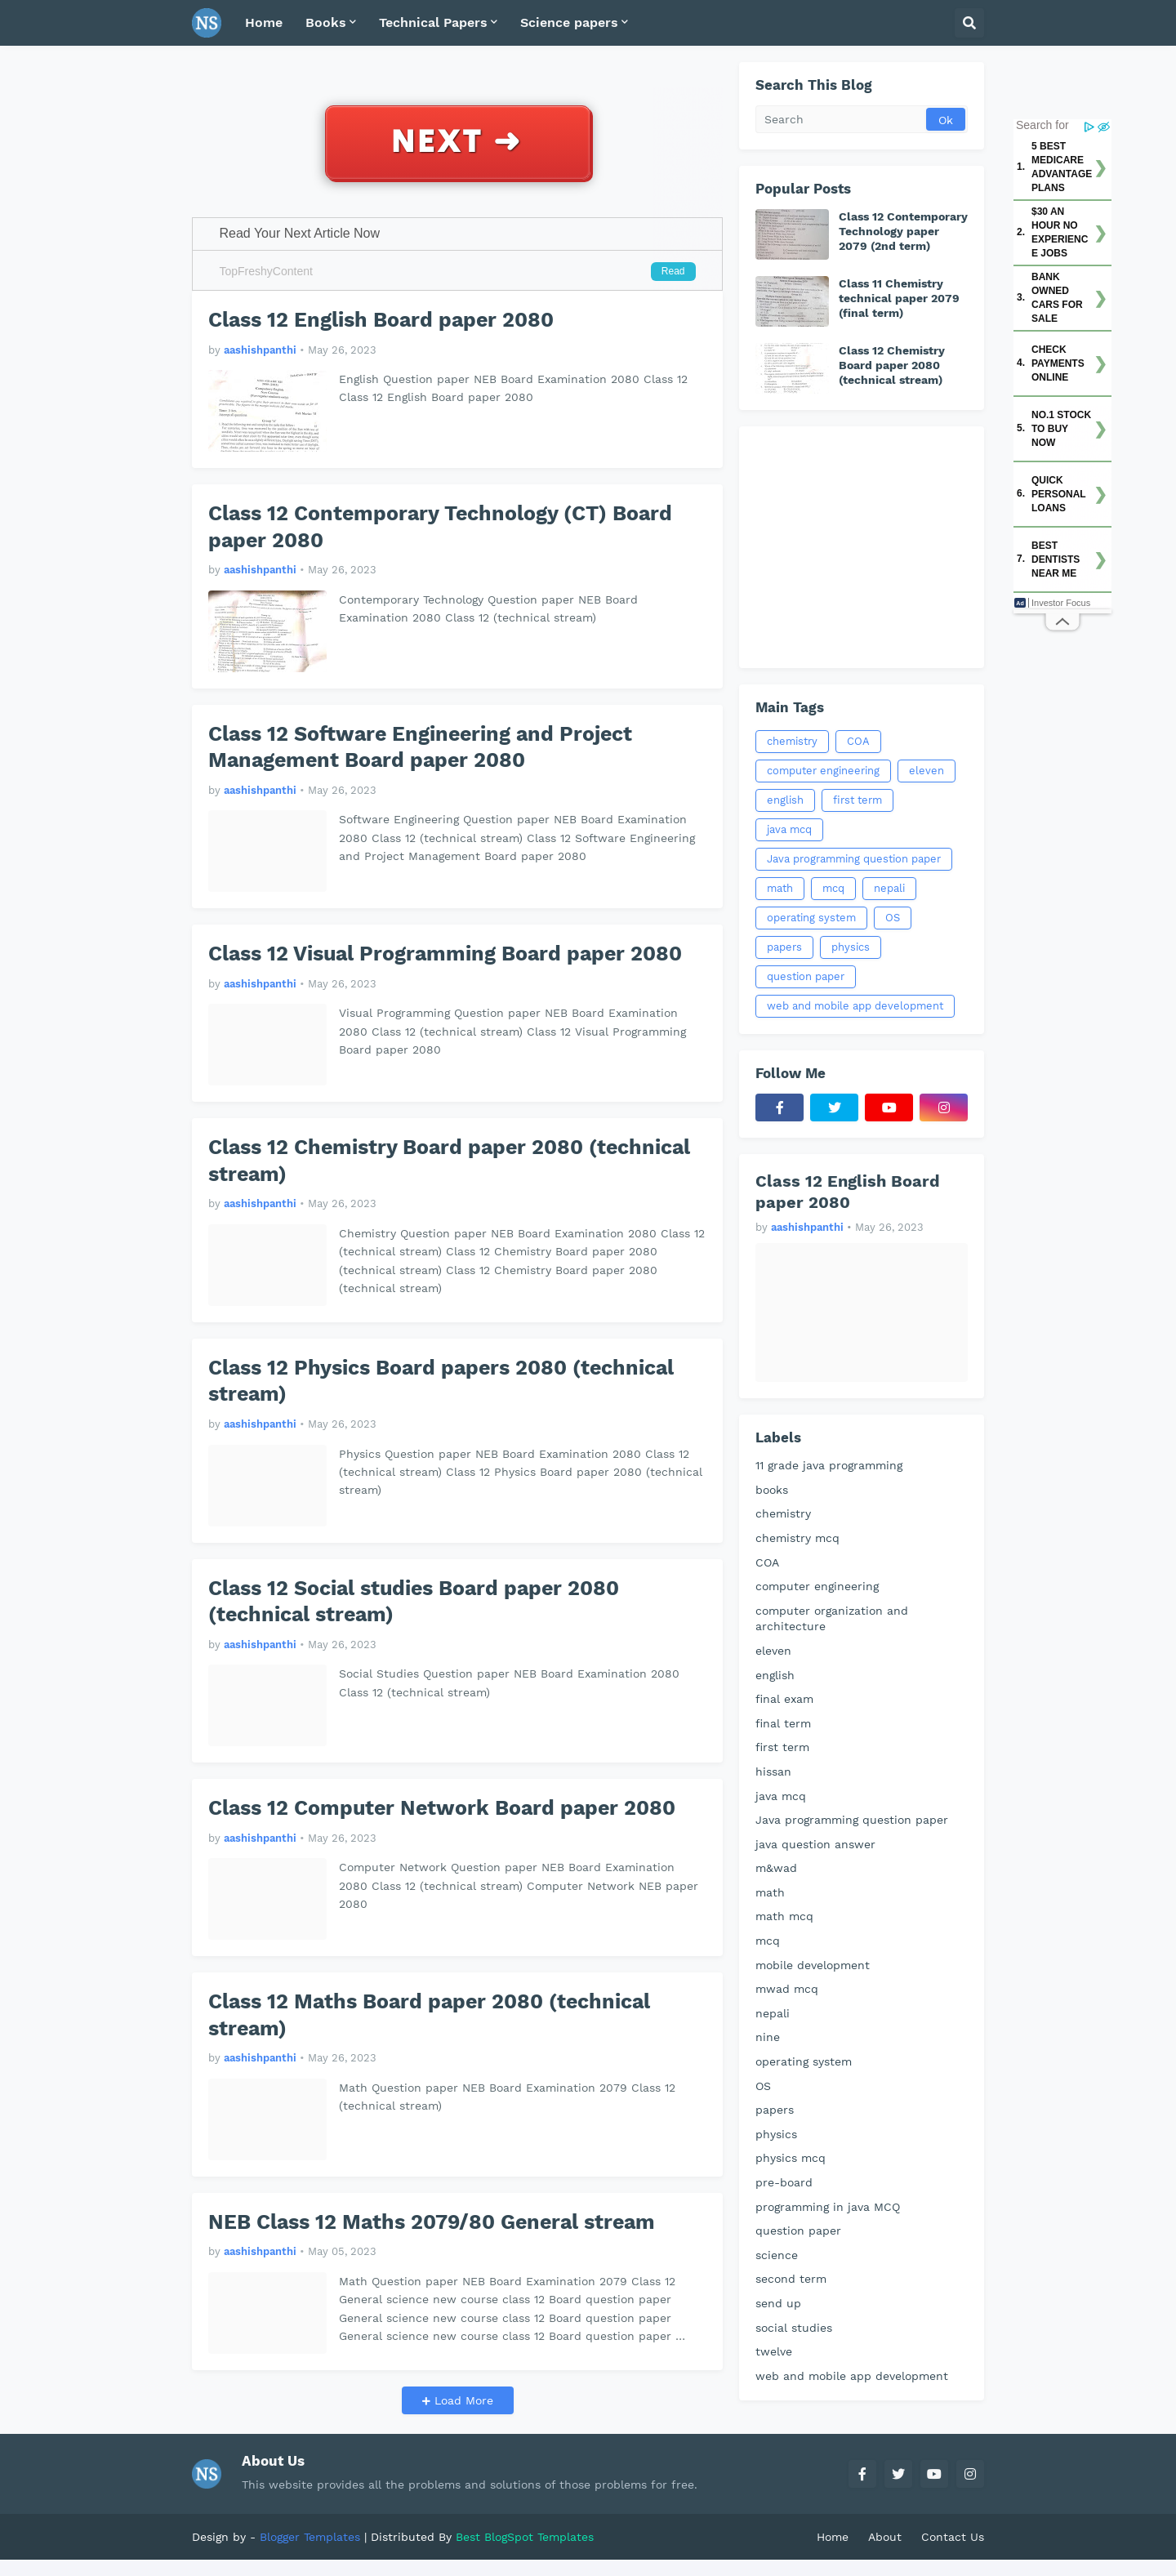 NS Home Books Technical Papers Science papers
NEXT ➜
Read Your Next Article Now
TopFreshyContent Read
Class 12 English Board paper 2080
by aashishpanthi • May 26, 2023
English Question paper NEB Board Examination 2080 Class 12
Class 12 English Board paper 2080
Class 12 Contemporary Technology (CT) Board
paper 2080
by aashishpanthi • May 26, 2023
Contemporary Technology Question paper NEB Board
Examination 2080 Class 12 (technical stream)
Class 12 Software Engineering and Project
Management Board paper 2080
by aashishpanthi • May 26, 2023
Software Engineering Question paper NEB Board Examination
2080 Class 12 (technical stream) Class 12 Software Engineering
and Project Management Board paper 2080
Class 12 Visual Programming Board paper 2080
by aashishpanthi • May 26, 2023
Visual Programming Question paper NEB Board Examination
2080 Class 12 (technical stream) Class 12 Visual Programming
Board paper 2080
Class 12 Chemistry Board paper 2080 (technical
stream)
by aashishpanthi • May 26, 2023
Chemistry Question paper NEB Board Examination 2080 Class 12
(technical stream) Class 12 Chemistry Board paper 2080
(technical stream) Class 12 Chemistry Board paper 2080
(technical stream)
Class 12 Physics Board papers 2080 (technical
stream)
by aashishpanthi • May 26, 2023
Physics Question paper NEB Board Examination 2080 Class 12
(technical stream) Class 12 Physics Board paper 2080 (technical
stream)
Class 12 Social studies Board paper 2080
(technical stream)
by aashishpanthi • May 26, 2023
Social Studies Question paper NEB Board Examination 2080
Class 12 (technical stream)
Class 12 Computer Network Board paper 2080
by aashishpanthi • May 26, 2023
Computer Network Question paper NEB Board Examination
2080 Class 12 (technical stream) Computer Network NEB paper
2080
Class 12 Maths Board paper 2080 (technical
stream)
by aashishpanthi • May 26, 2023
Math Question paper NEB Board Examination 2079 Class 12
(technical stream)
NEB Class 12 Maths 2079/80 General stream
by aashishpanthi • May 05, 2023
Math Question paper NEB Board Examination 2079 Class 12
General science new course class 12 Board question paper
General science new course class 12 Board question paper
General science new course class 12 Board question paper …
+ Load More
Search This Blog
Search Ok
Popular Posts
Class 12 Contemporary
Technology paper
2079 (2nd term)
Class 11 Chemistry
technical paper 2079
(final term)
Class 12 Chemistry
Board paper 2080
(technical stream)
Main Tags
chemistry COA
computer engineering eleven
english first term
java mcq
Java programming question paper
math mcq nepali
operating system OS
papers physics
question paper
web and mobile app development
Follow Me
Class 12 English Board
paper 2080
by aashishpanthi • May 26, 2023
Labels
11 grade java programming
books
chemistry
chemistry mcq
COA
computer engineering
computer organization and
architecture
eleven
english
final exam
final term
first term
hissan
java mcq
Java programming question paper
java question answer
m&wad
math
math mcq
mcq
mobile development
mwad mcq
nepali
nine
operating system
OS
papers
physics
physics mcq
pre-board
programming in java MCQ
question paper
science
second term
send up
social studies
twelve
web and mobile app development
Search for
1. 5 BEST
MEDICARE
ADVANTAGE
PLANS
2. $30 AN
HOUR NO
EXPERIENC
E JOBS
3. BANK
OWNED
CARS FOR
SALE
4. CHECK
PAYMENTS
ONLINE
5. NO.1 STOCK
TO BUY
NOW
6. QUICK
PERSONAL
LOANS
7. BEST
DENTISTS
NEAR ME
Ad | Investor Focus
NS About Us
This website provides all the problems and solutions of those problems for free.
Design by - Blogger Templates | Distributed By Best BlogSpot Templates
Home About Contact Us